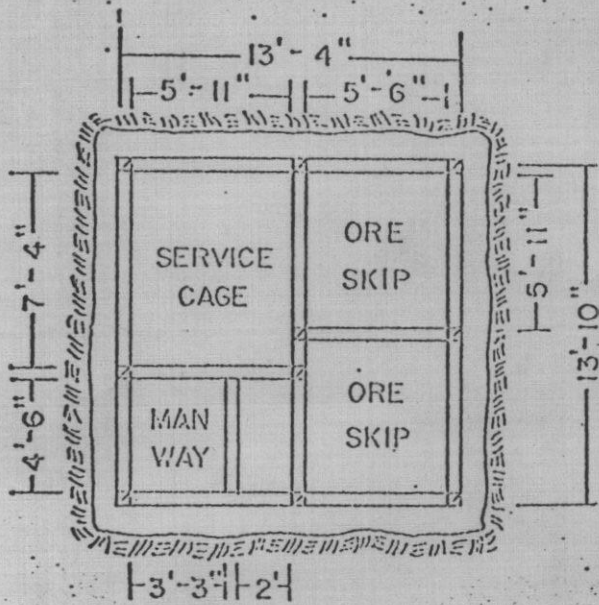 13'-4"
5'-11" 5'-6"
SERVICE
CAGE
ORE
SKIP
7'-4"
5'-11"
13'-10"
4'-6"
MAN
WAY
ORE
SKIP
3'-3" 2'